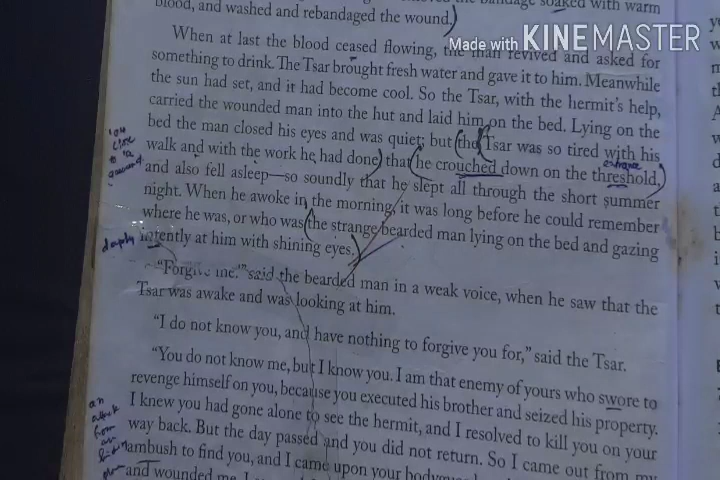 soaked with warm
blood, and washed and rebandaged the wound.)
Made with KINEMASTER
When at last the blood ceased flowing, the man revived and asked for
something to drink. The Tsar brought fresh water and gave it to him. Meanwhile
the sun had set, and it had become cool. So the Tsar, with the hermit's help,
carried the wounded man into the hut and laid him on the bed. Lying on the
bed the man closed his eyes and was quiet; but (the Tsar was so tired with his
walk and with the work he had done) that (he crouched down on the threshold,)
and also fell asleep—so soundly that he slept all through the short summer
night. When he awoke in the morning, it was long before he could remember
where he was, or who was (the strange bearded man lying on the bed and gazing
deeply intently at him with shining eyes.)
"Forgive me!" said the bearded man in a weak voice, when he saw that the
Tsar was awake and was looking at him.
"I do not know you, and have nothing to forgive you for," said the Tsar.
"You do not know me, but I know you. I am that enemy of yours who swore to
revenge himself on you, because you executed his brother and seized his property.
I knew you had gone alone to see the hermit, and I resolved to kill you on your
way back. But the day passed and you did not return. So I came out from my
ambush to find you, and I came upon your
and wounded me.
an
attack
from